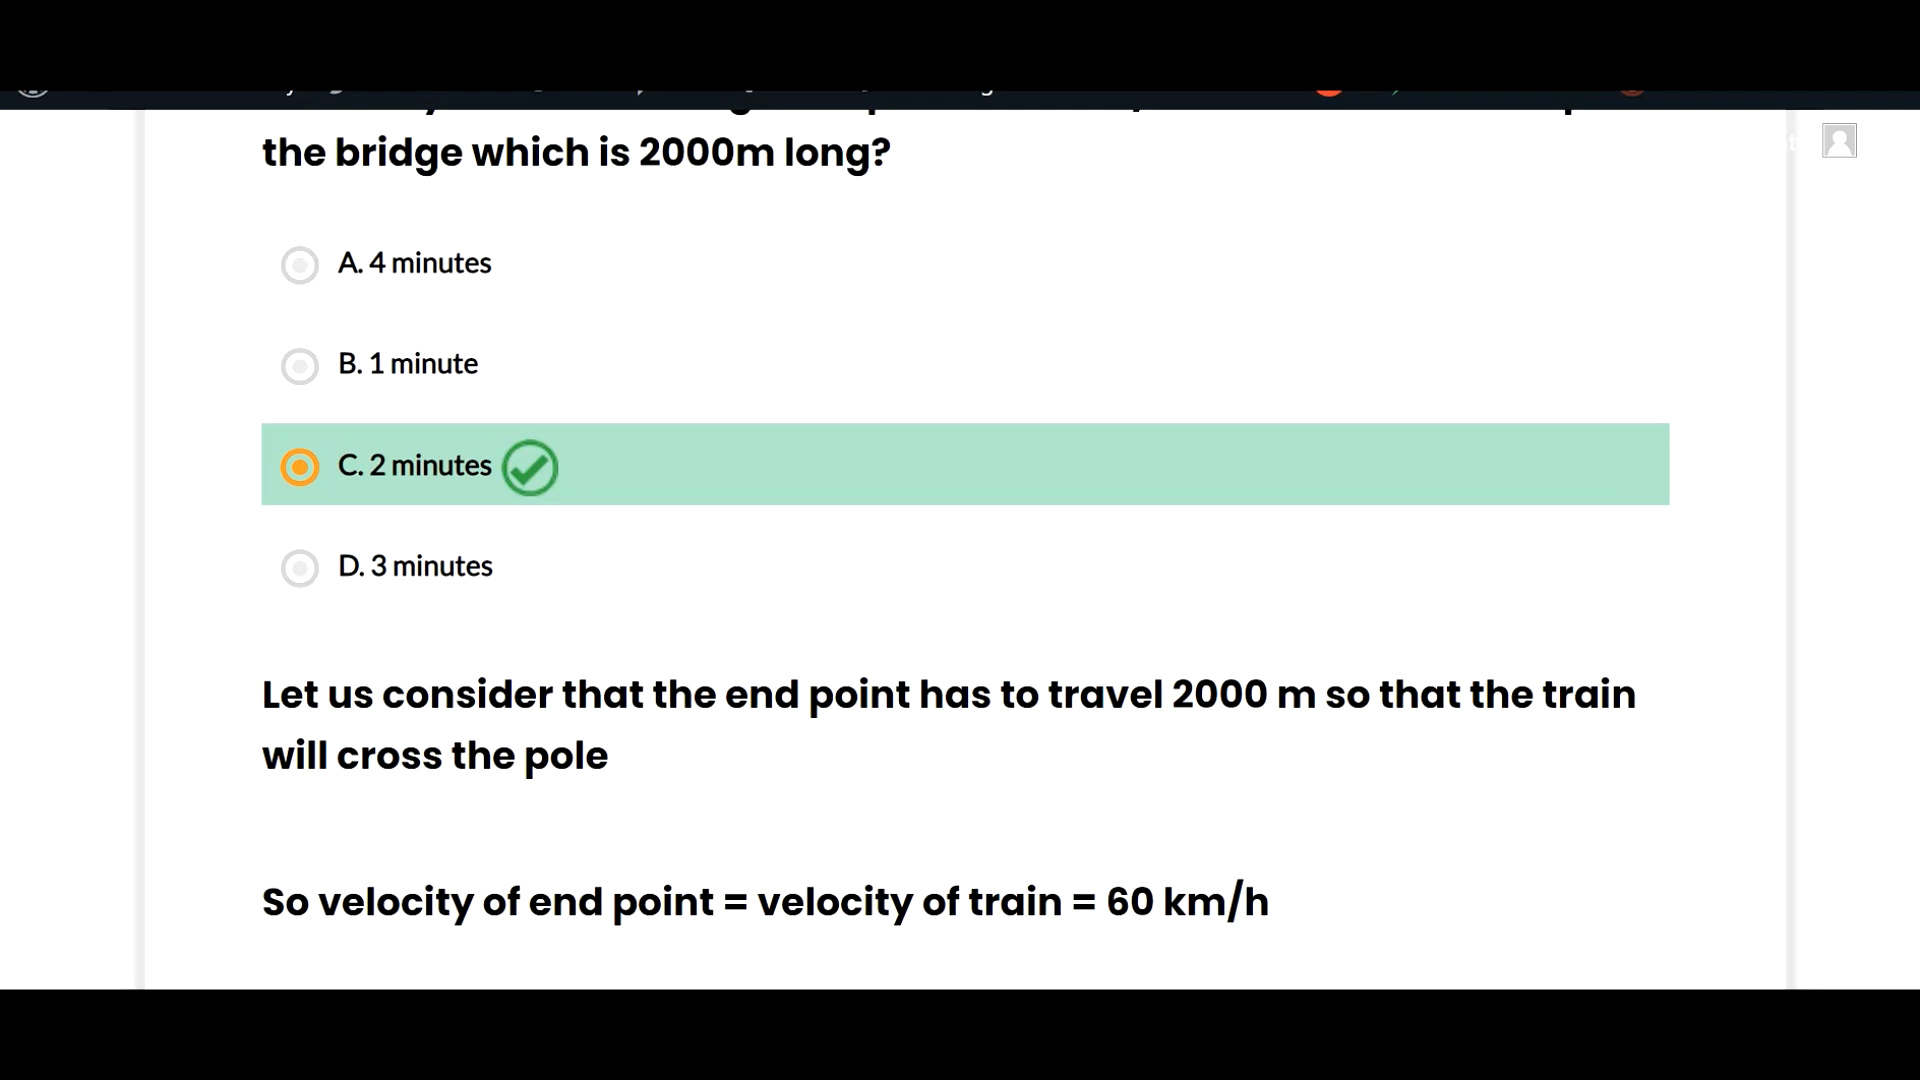 the bridge which is 2000m long?
A. 4 minutes
B. 1 minute
C. 2 minutes
D. 3 minutes
Let us consider that the end point has to travel 2000 m so that the train
will cross the pole
So velocity of end point = velocity of train = 60 km/h